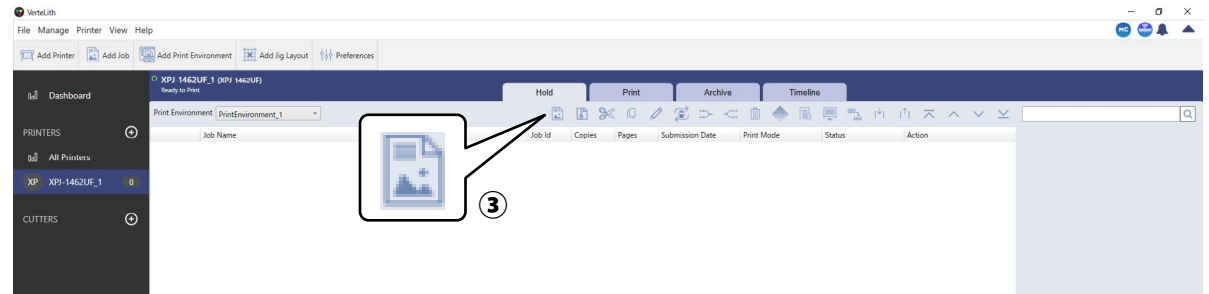 VerteLith
File Manage Printer View Help
MC MSM
Add Printer Add Job Add Print Environment Add Jig Layout Preferences
Dashboard
XPJ 1462UF_1 (XPJ 1462UF)
Ready to Print
Hold Print Archive Timeline
Print Environment PrintEnvironment_1
PRINTERS
Job Name Job Id Copies Pages Submission Date Print Mode Status Action
All Printers
XP XPJ-1462UF_1 0
③
CUTTERS